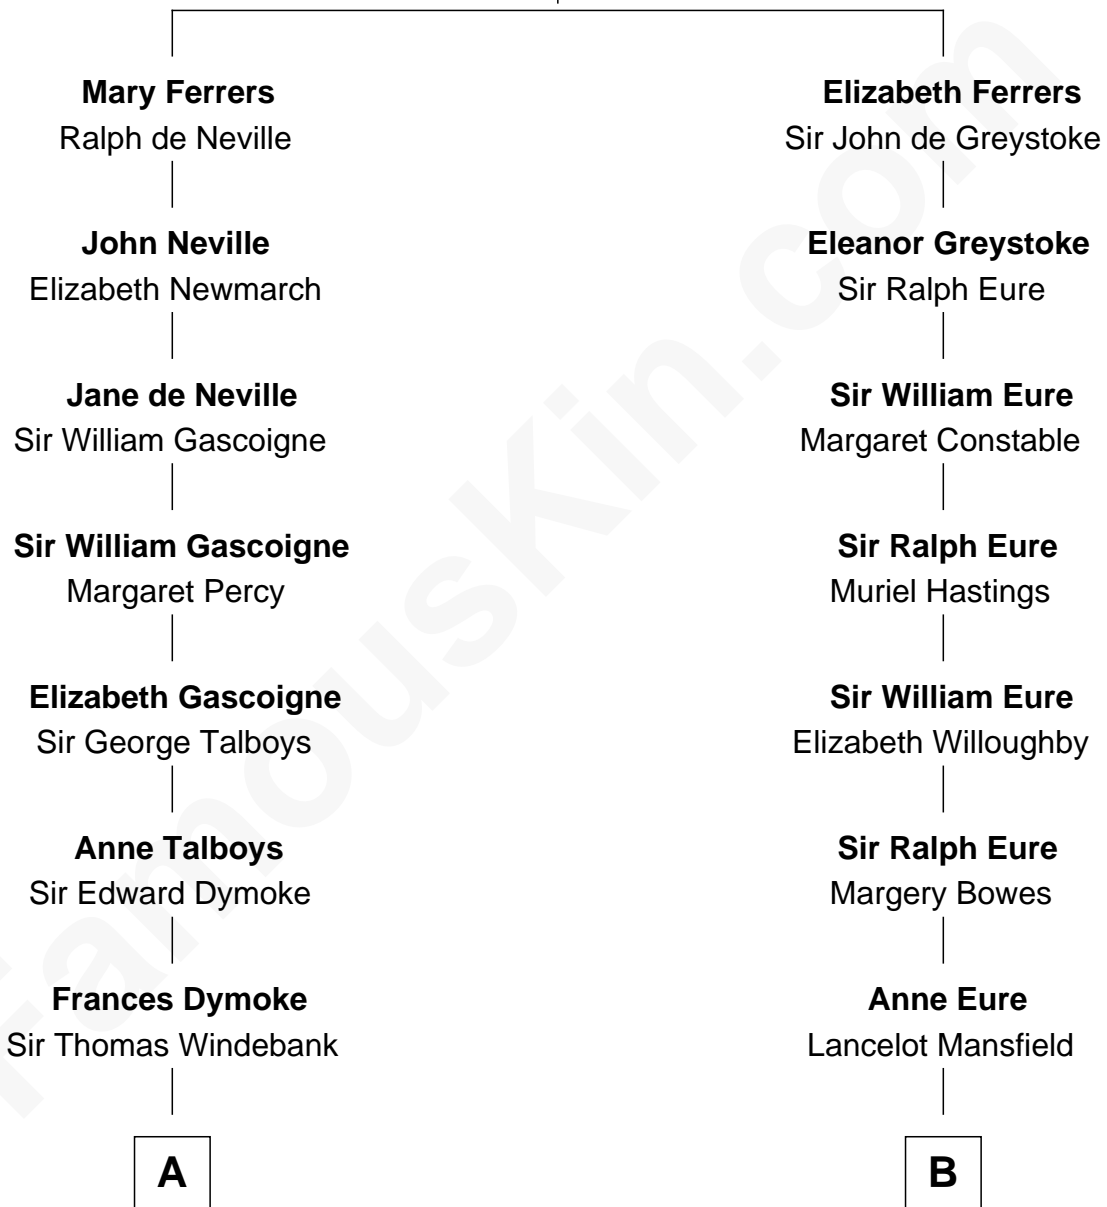 Mary Ferrers
Ralph de Neville
John Neville
Elizabeth Newmarch
Jane de Neville
Sir William Gascoigne
Sir William Gascoigne
Margaret Percy
Elizabeth Gascoigne
Sir George Talboys
Anne Talboys
Sir Edward Dymoke
Frances Dymoke
Sir Thomas Windebank
A
Elizabeth Ferrers
Sir John de Greystoke
Eleanor Greystoke
Sir Ralph Eure
Sir William Eure
Margaret Constable
Sir Ralph Eure
Muriel Hastings
Sir William Eure
Elizabeth Willoughby
Sir Ralph Eure
Margery Bowes
Anne Eure
Lancelot Mansfield
B
FamousKin.com